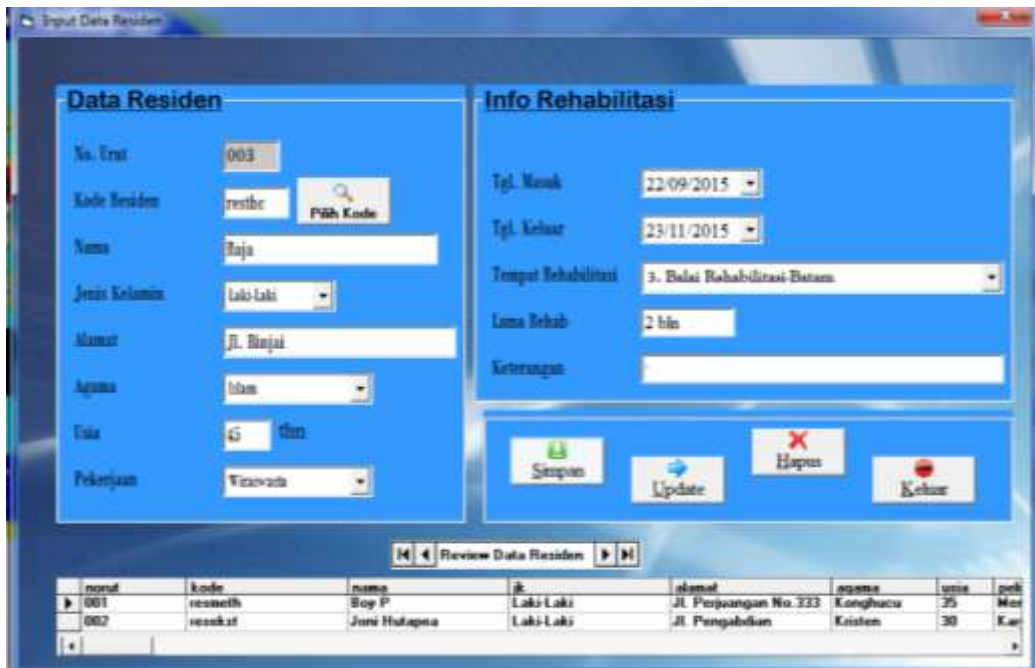 Input Data Residen
Data Residen
No. Urut 003
Kode Residen resthc Pilih Kode
Nama Raja
Jenis Kelamin Laki-laki
Alamat Jl. Binjai
Agama Islam
Usia 45 thn
Pekerjaan Wiraswasta
Info Rehabilitasi
Tgl. Masuk 22/09/2015
Tgl. Keluar 23/11/2015
Tempat Rehabilitasi 3. Balai Rehabilitasi-Batam
Lama Rehab 2 bln
Keterangan -
Simpan
Update
Hapus
Keluar
Review Data Residen
norut kode nama jk alamat agama usia pek
001 resmeth Boy P Laki-Laki Jl. Perjuangan No.333 Konghucu 35
002 Joni Hutapea Laki-Laki Jl. Pengabdian Kristen 30 Kar